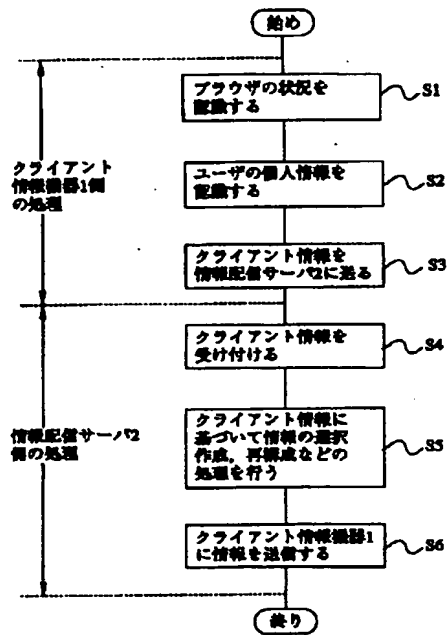 始め
ブラウザの状況を
認識する
S1
ユーザの個人情報を
認識する
S2
クライアント
情報機器1側
の処理
クライアント情報を
情報配信サーバ2に送る
S3
クライアント情報を
受け付ける
S4
クライアント情報に
基づいて情報の選択
作成，再構成などの
処理を行う
S5
情報配信サーバ2
側の処理
クライアント情報機器1
に情報を送信する
S6
終り